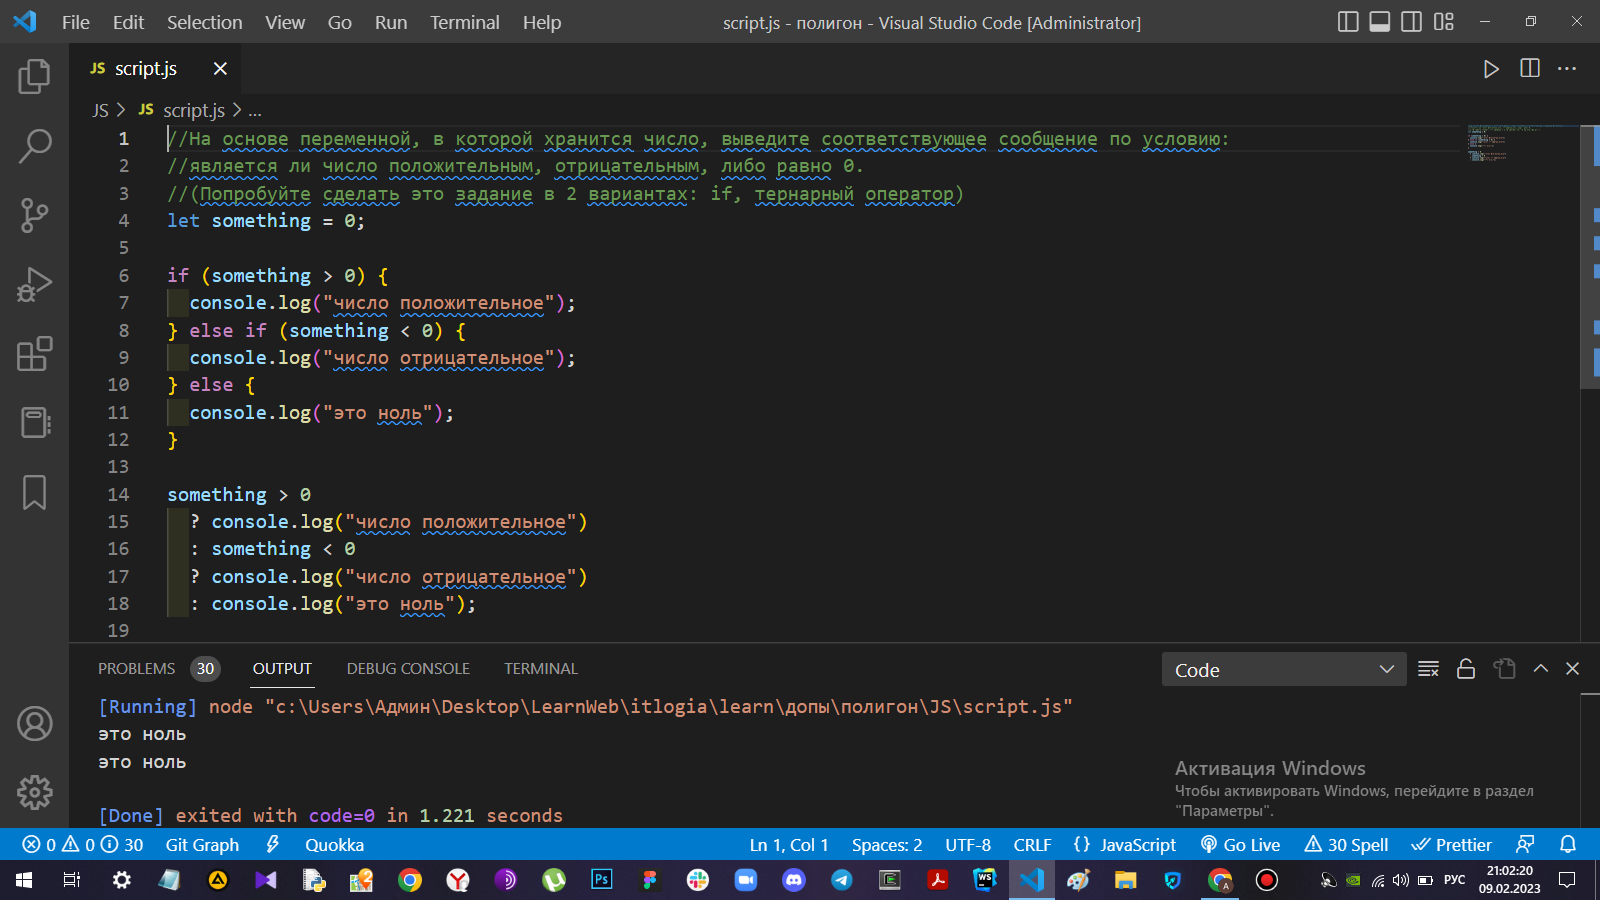 File Edit Selection View Go Run Terminal Help
script.js - полигон - Visual Studio Code [Administrator]
JS script.js
JS > JS script.js > ...
1 //На основе переменной, в которой хранится число, выведите соответствующее сообщение по условию:
2 //является ли число положительным, отрицательным, либо равно 0.
3 //(Попробуйте сделать это задание в 2 вариантах: if, тернарный оператор)
4 let something = 0;
5
6 if (something > 0) {
7 console.log("число положительное");
8 } else if (something < 0) {
9 console.log("число отрицательное");
10 } else {
11 console.log("это ноль");
12 }
13
14 something > 0
15 ? console.log("число положительное")
16 : something < 0
17 ? console.log("число отрицательное")
18 : console.log("это ноль");
19
PROBLEMS 30 OUTPUT DEBUG CONSOLE TERMINAL
Code
[Running] node "c:\Users\Админ\Desktop\LearnWeb\itlogia\learn\допы\полигон\JS\script.js"
это ноль
это ноль
[Done] exited with code=0 in 1.221 seconds
Активация Windows
Чтобы активировать Windows, перейдите в раздел
"Параметры".
0 0 30 Git Graph Quokka
Ln 1, Col 1 Spaces: 2 UTF-8 CRLF {} JavaScript Go Live 30 Spell Prettier
Ps WS
РУС
21:02:20
09.02.2023